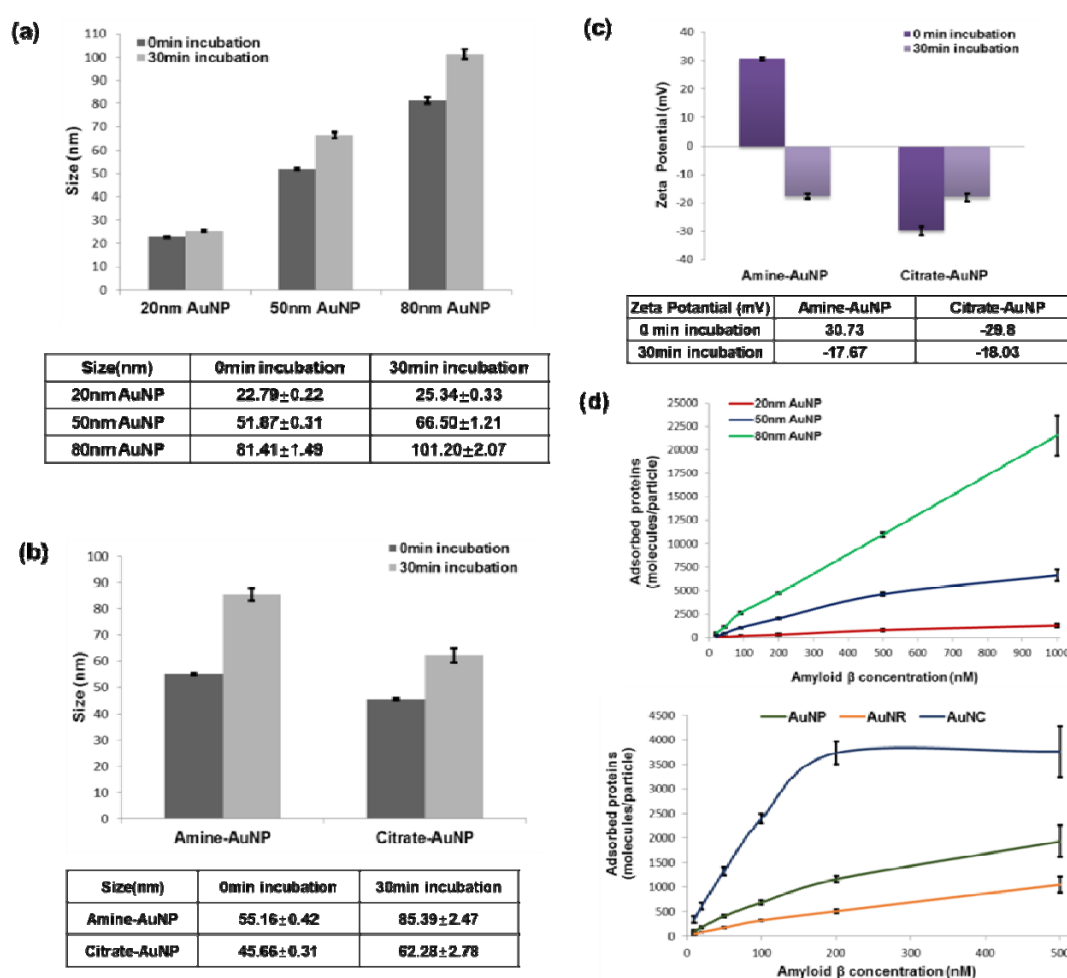 (a)
0min incubation
30min incubation
Size (nm)
110
100
90
80
70
60
50
40
30
20
10
0
20nm AuNP 50nm AuNP 80nm AuNP
Size(nm) 0min incubation 30min incubation
20nm AuNP 22.79±0.22 25.34±0.33
50nm AuNP 51.87±0.31 66.50±1.21
80nm AuNP 81.41±1.49 101.20±2.07
(b)
0min incubation
30min incubation
Size (nm)
100
90
80
70
60
50
40
30
20
10
0
Amine-AuNP Citrate-AuNP
Size(nm) 0min incubation 30min incubation
Amine-AuNP 55.16±0.42 85.39±2.47
Citrate-AuNP 45.66±0.31 62.28±2.78
(c)
0 min incubation
30min incubation
Zeta Potential (mV)
40
30
20
10
0
-10
-20
-30
-40
Amine-AuNP Citrate-AuNP
Zeta Potantial (mV) Amine-AuNP Citrate-AuNP
0 min incubation 30.73 -29.8
30min incubation -17.67 -18.03
(d)
20nm AuNP
50nm AuNP
80nm AuNP
Adsorbed proteins
(molecules/particle)
25000
22500
20000
17500
15000
12500
10000
7500
5000
2500
0
0 100 200 300 400 500 600 700 800 900 1000
Amyloid β concentration (nM)
AuNP AuNR AuNC
Adsorbed proteins
(molecules/particle)
4500
4000
3500
3000
2500
2000
1500
1000
500
0
0 100 200 300 400 500
Amyloid β concentration (nM)